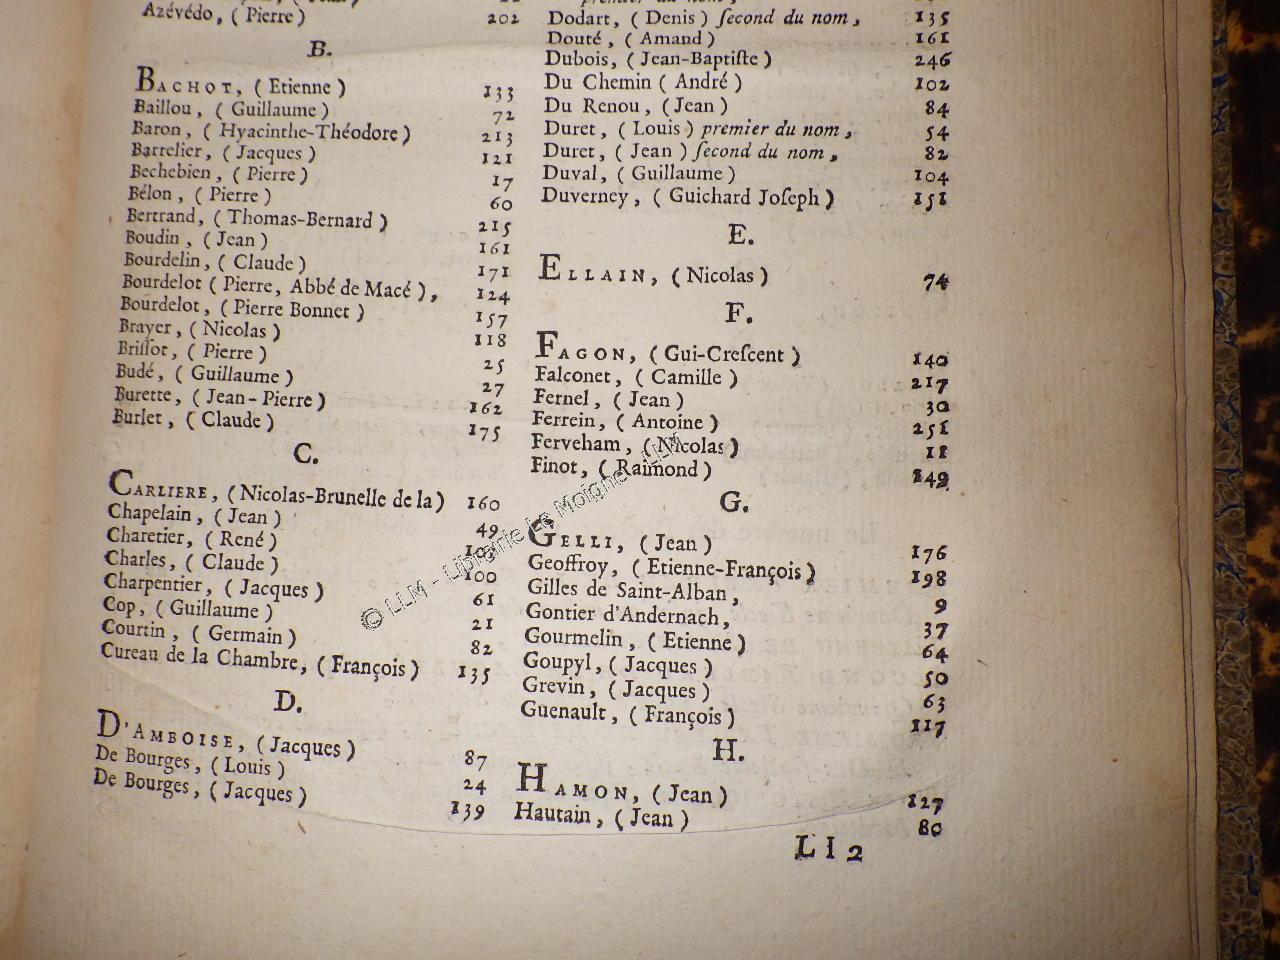 Azévédo, (Pierre) 202
B.
BACHOT, (Etienne) 133
Baillou, (Guillaume) 72
Baron, (Hyacinthe-Théodore) 213
Barrelier, (Jacques) 121
Bechebien, (Pierre) 17
Bélon, (Pierre) 60
Bertrand, (Thomas-Bernard) 215
Boudin, (Jean) 161
Bourdelin, (Claude) 171
Bourdelot (Pierre, Abbé de Macé), 124
Bourdelot, (Pierre Bonnet) 157
Brayer, (Nicolas) 118
Briſſot, (Pierre) 25
Budé, (Guillaume) 27
Burette, (Jean-Pierre) 162
Burlet, (Claude) 175
C.
CARLIERE, (Nicolas-Brunelle de la) 160
Chapelain, (Jean) 49
Charetier, (René)
Charles, (Claude) 100
Charpentier, (Jacques) 61
Cop, (Guillaume) 21
Courtin, (Germain) 82
Cureau de la Chambre, (François) 135
D.
D'AMBOISE, (Jacques) 87
De Bourges, (Louis) 24
De Bourges, (Jacques) 139
premier du nom,
Dodart, (Denis) ſecond du nom, 135
Douté, (Amand) 161
Dubois, (Jean-Baptiſte) 246
Du Chemin (André) 102
Du Renou, (Jean) 84
Duret, (Louis) premier du nom, 54
Duret, (Jean) ſecond du nom, 82
Duval, (Guillaume) 104
Duverney, (Guichard Joſeph) 151
E.
ELLAIN, (Nicolas) 74
F.
FAGON, (Gui-Creſcent) 140
Falconet, (Camille) 217
Fernel, (Jean) 30
Ferrein, (Antoine) 251
Ferveham, (Nicolas) 11
Finot, (Raimond) 149
G.
GELLI, (Jean) 176
Geoffroy, (Etienne-François) 198
Gilles de Saint-Alban, 9
Gontier d'Andernach, 37
Gourmelin, (Etienne) 64
Goupyl, (Jacques) 50
Grevin, (Jacques) 63
Guenault, (François) 117
H.
HAMON, (Jean) 127
Hautain, (Jean) 80
Ll 2
© LLM - Librairie Le Moigne - LLM